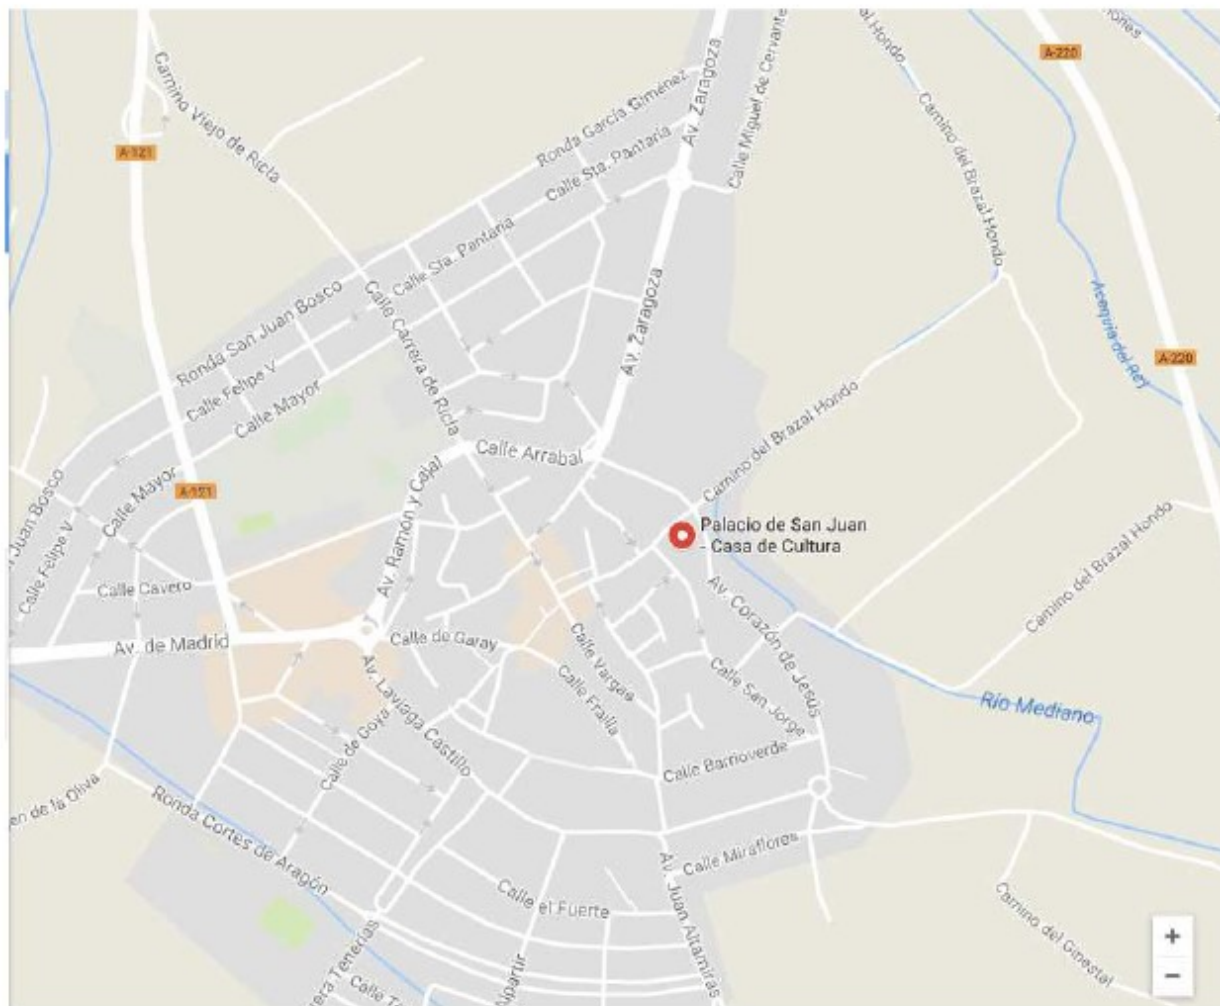 A-220
Camino Viejo de Ricla
Av. Zaragoza
Calle Miguel de Cervante
Ronda García Giménez
Camino del Brazal Hondo
A-121
Calle Sta. Pantaria
Calle Sta. Pantaria
Av. Zaragoza
Acequia del Rey
Ronda San Juan Bosco
Calle Carrera de Ricla
A-220
Calle Felipe V
Calle Mayor
Camino del Brazal Hondo
Calle Arrabal
Calle Mayor
A-121
Juan Bosco
Av. Ramón y Cajal
Palacio de San Juan
- Casa de Cultura
Calle Felipe V
Camino del Brazal Hondo
Calle Cavero
Av. Corazón de Jesús
Av. de Madrid
Calle de Garay
Calle Vargas
Calle San Jorge
Calle Frailla
Río Mediano
Av. Laviaga Castillo
Calle de Goya
Calle Barrioverde
en de la Oliva
Ronda Cortes de Aragón
Calle Miraflores
Calle el Fuerte
Av. Juan Altamiras
Camino del Ginestal
era Tenerías
Alpartir
+
−